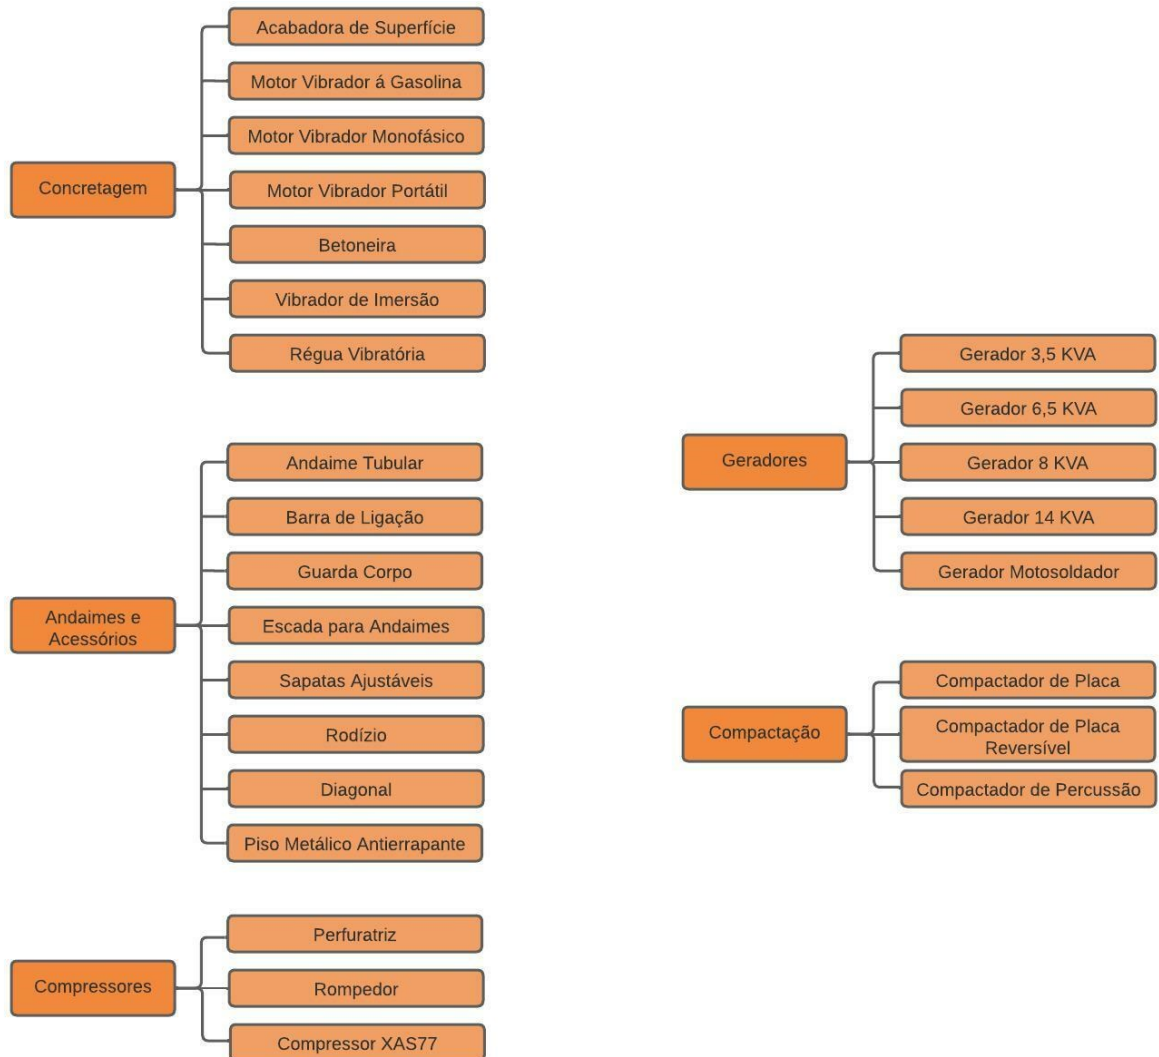 Concretagem
Acabadora de Superfície
Motor Vibrador á Gasolina
Motor Vibrador Monofásico
Motor Vibrador Portátil
Betoneira
Vibrador de Imersão
Régua Vibratória
Andaimes e
Acessórios
Andaime Tubular
Barra de Ligação
Guarda Corpo
Escada para Andaimes
Sapatas Ajustáveis
Rodízio
Diagonal
Piso Metálico Antierrapante
Compressores
Perfuratriz
Rompedor
Compressor XAS77
Geradores
Gerador 3,5 KVA
Gerador 6,5 KVA
Gerador 8 KVA
Gerador 14 KVA
Gerador Motosoldador
Compactação
Compactador de Placa
Compactador de Placa
Reversível
Compactador de Percussão